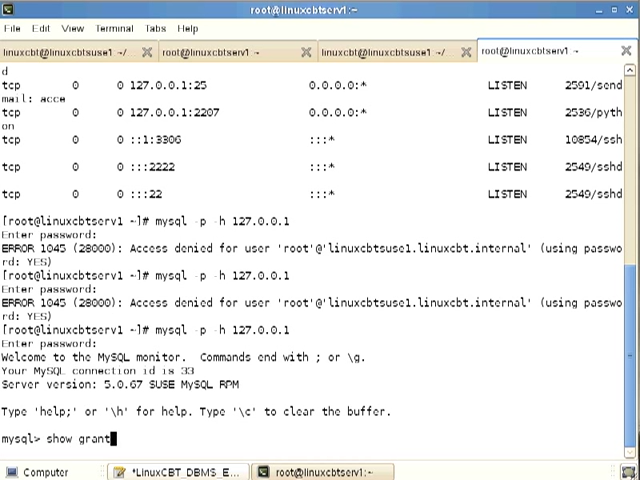 root@linuxcbtserv1:~
File Edit View Terminal Tabs Help
linuxcbt@linuxcbtsuse1 ~/
root@linuxcbtserv1 ~
linuxcbt@linuxcbtsuse1 ~/
root@linuxcbtserv1 ~
d
tcp 0 0 127.0.0.1:25 0.0.0.0:* LISTEN 2591/send
mail: acce
tcp 0 0 127.0.0.1:2207 0.0.0.0:* LISTEN 2536/pyth
on
tcp 0 0 ::1:3306 :::* LISTEN 10854/ssh
tcp 0 0 :::2222 :::* LISTEN 2549/sshd
tcp 0 0 :::22 :::* LISTEN 2549/sshd
[root@linuxcbtserv1 ~]# mysql -p -h 127.0.0.1
Enter password:
ERROR 1045 (28000): Access denied for user 'root'@'linuxcbtsuse1.linuxcbt.internal' (using passwo
rd: YES)
[root@linuxcbtserv1 ~]# mysql -p -h 127.0.0.1
Enter password:
ERROR 1045 (28000): Access denied for user 'root'@'linuxcbtsuse1.linuxcbt.internal' (using passwo
rd: YES)
[root@linuxcbtserv1 ~]# mysql -p -h 127.0.0.1
Enter password:
Welcome to the MySQL monitor. Commands end with ; or \g.
Your MySQL connection id is 33
Server version: 5.0.67 SUSE MySQL RPM
Type 'help;' or '\h' for help. Type '\c' to clear the buffer.
mysql> show grant
Computer
*LinuxCBT_DBMS_E...
root@linuxcbtserv1:~